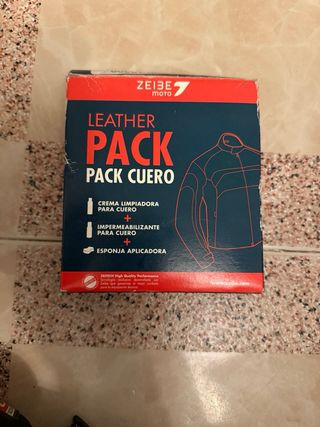 ZEIBE 7
moto
LEATHER
PACK
PACK CUERO
CREMA LIMPIADORA
PARA CUERO
+
IMPERMEABILIZANTE
PARA CUERO
+
ESPONJA APLICADORA
High Quality Performance